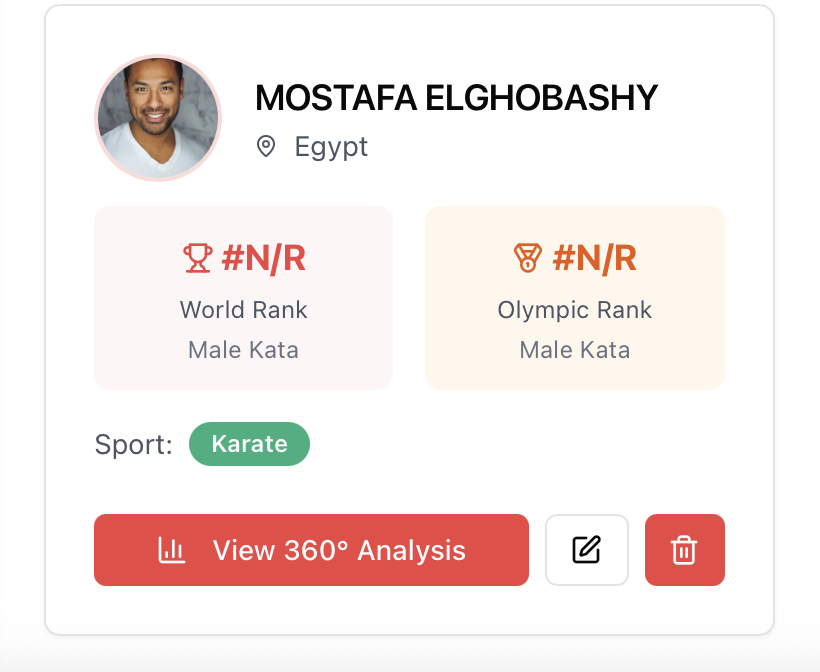 MOSTAFA ELGHOBASHY
Egypt
#N/R
World Rank
Male Kata
#N/R
Olympic Rank
Male Kata
Sport: Karate
View 360° Analysis